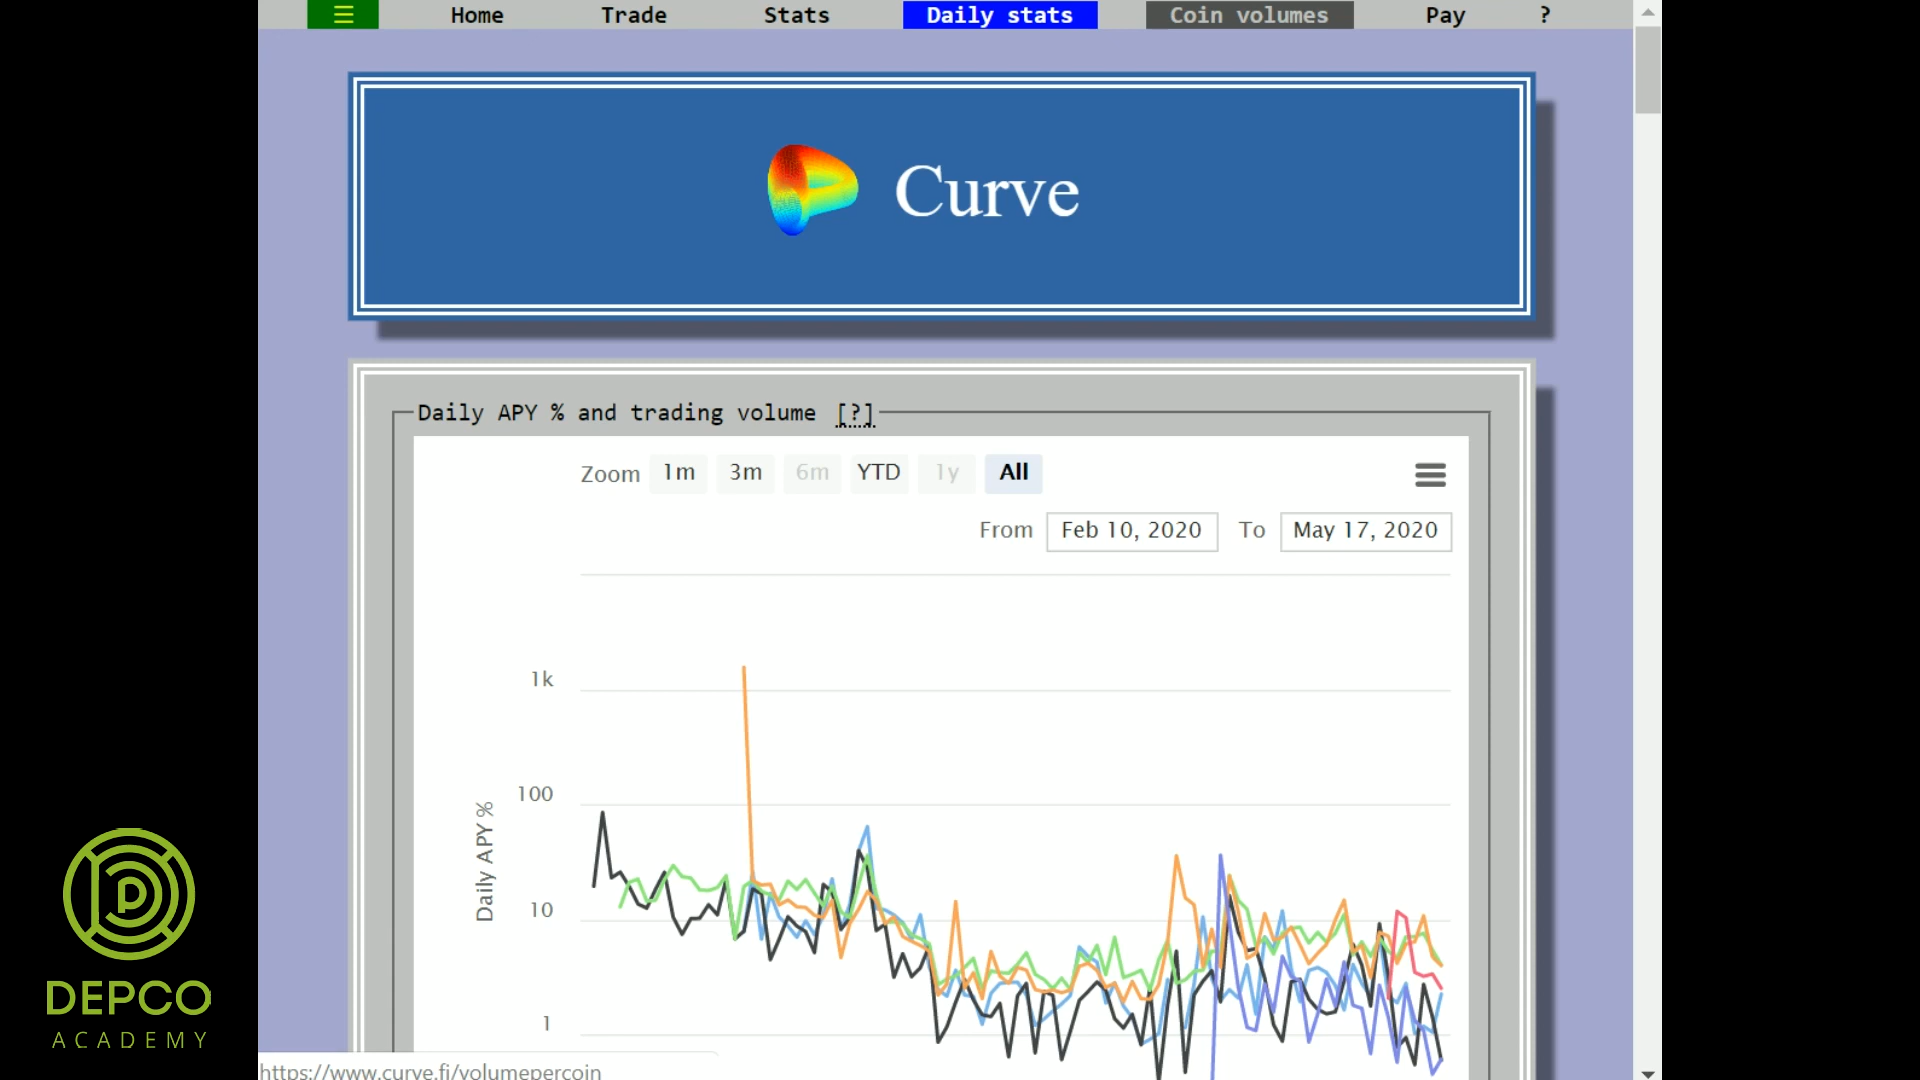 ☰ Home Trade Stats Daily stats Coin volumes Pay ?
Curve
Daily APY % and trading volume [?]
Zoom 1m 3m 6m YTD 1y All
From Feb 10, 2020 To May 17, 2020
1k
100
10
1
Daily APY %
DEPCO
ACADEMY
https://www.curve.fi/volumepercoin